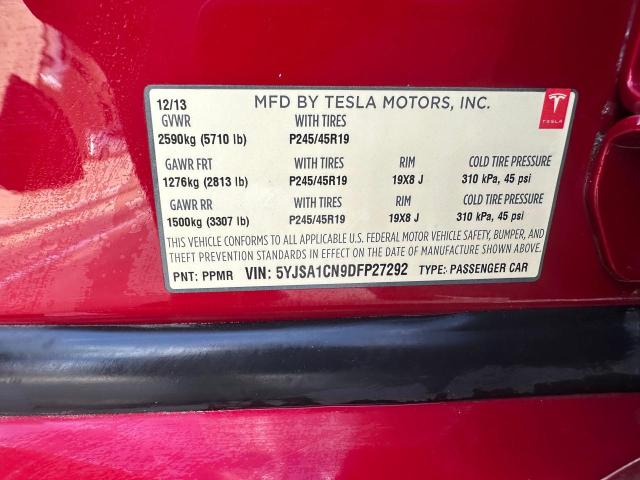 12/13 MFD BY TESLA MOTORS, INC.
GVWR WITH TIRES
2590kg (5710 lb) P245/45R19
GAWR FRT WITH TIRES RIM COLD TIRE PRESSURE
1276kg (2813 lb) P245/45R19 19X8 J 310 kPa, 45 psi
GAWR RR WITH TIRES RIM COLD TIRE PRESSURE
1500kg (3307 lb) P245/45R19 19X8 J 310 kPa, 45 psi
THIS VEHICLE CONFORMS TO ALL APPLICABLE U.S. FEDERAL MOTOR VEHICLE SAFETY, BUMPER, AND
THEFT PREVENTION STANDARDS IN EFFECT ON THE DATE OF MANUFACTURE SHOWN ABOVE.
PNT: PPMR VIN: 5YJSA1CN9DFP27292 TYPE: PASSENGER CAR
TESLA